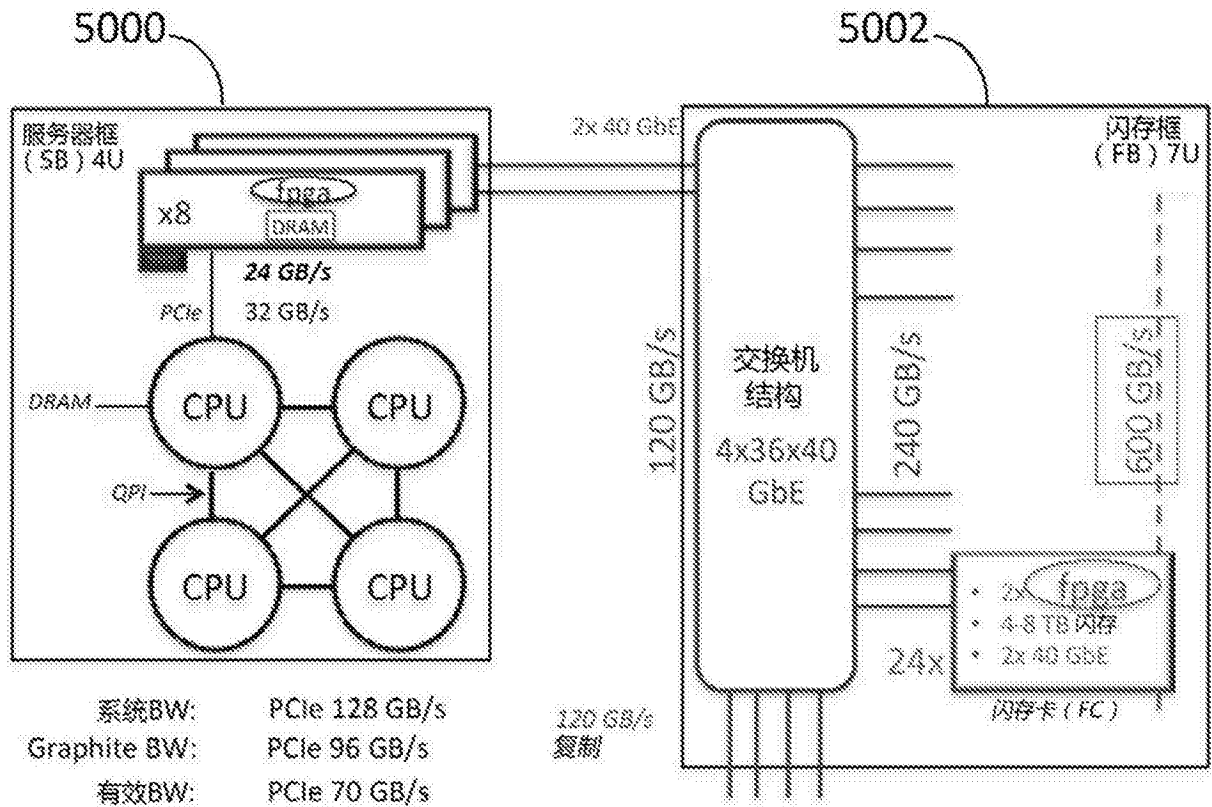 5000
5002
服务器框
（SB）4U
x8
fpga
DRAM
24 GB/s
PCIe
32 GB/s
CPU
CPU
DRAM
QPI
CPU
CPU
2x 40 GbE
120 GB/s
交换机
结构
4x36x40
GbE
240 GB/s
闪存框
（FB）7U
600 GB/s
fpga
• 2x
• 4-8 TB 闪存
• 2x 40 GbE
24x
闪存卡（FC）
120 GB/s
复制
系统BW: PCIe 128 GB/s
Graphite BW: PCIe 96 GB/s
有效BW: PCIe 70 GB/s